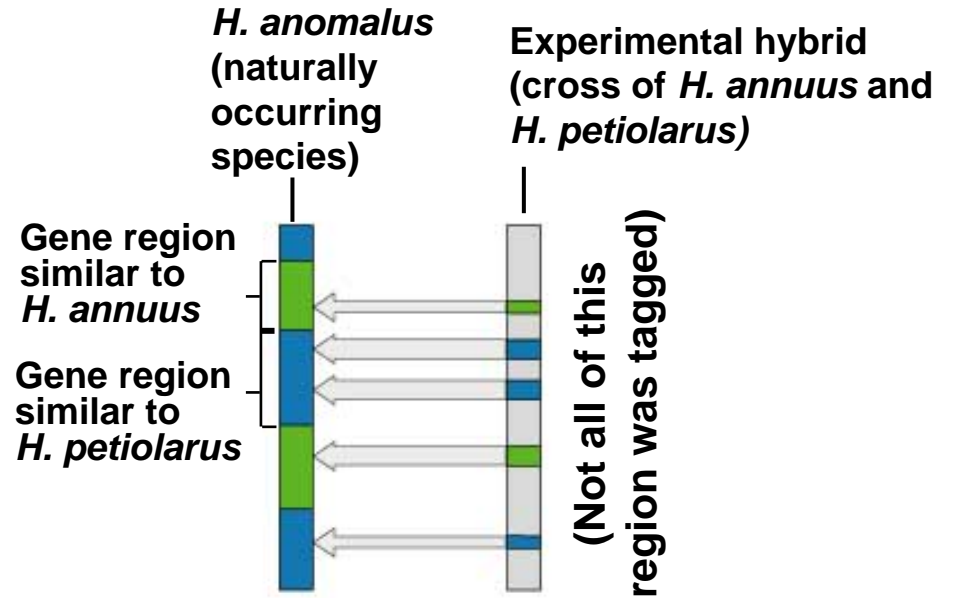 H. anomalus
(naturally
occurring
species)
Experimental hybrid
(cross of H. annuus and
H. petiolarus)
Gene region
similar to
H. annuus
Gene region
similar to
H. petiolarus
(Not all of this
region was tagged)